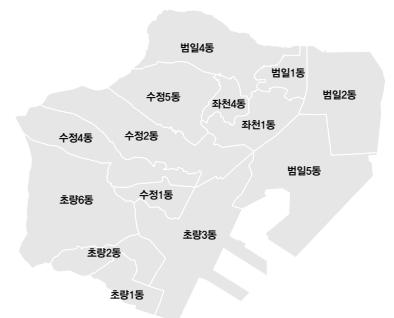 범일4동
범일1동
범일2동
수정5동
좌천4동
좌천1동
수정4동
수정2동
범일5동
초량6동
수정1동
초량3동
초량2동
초량1동